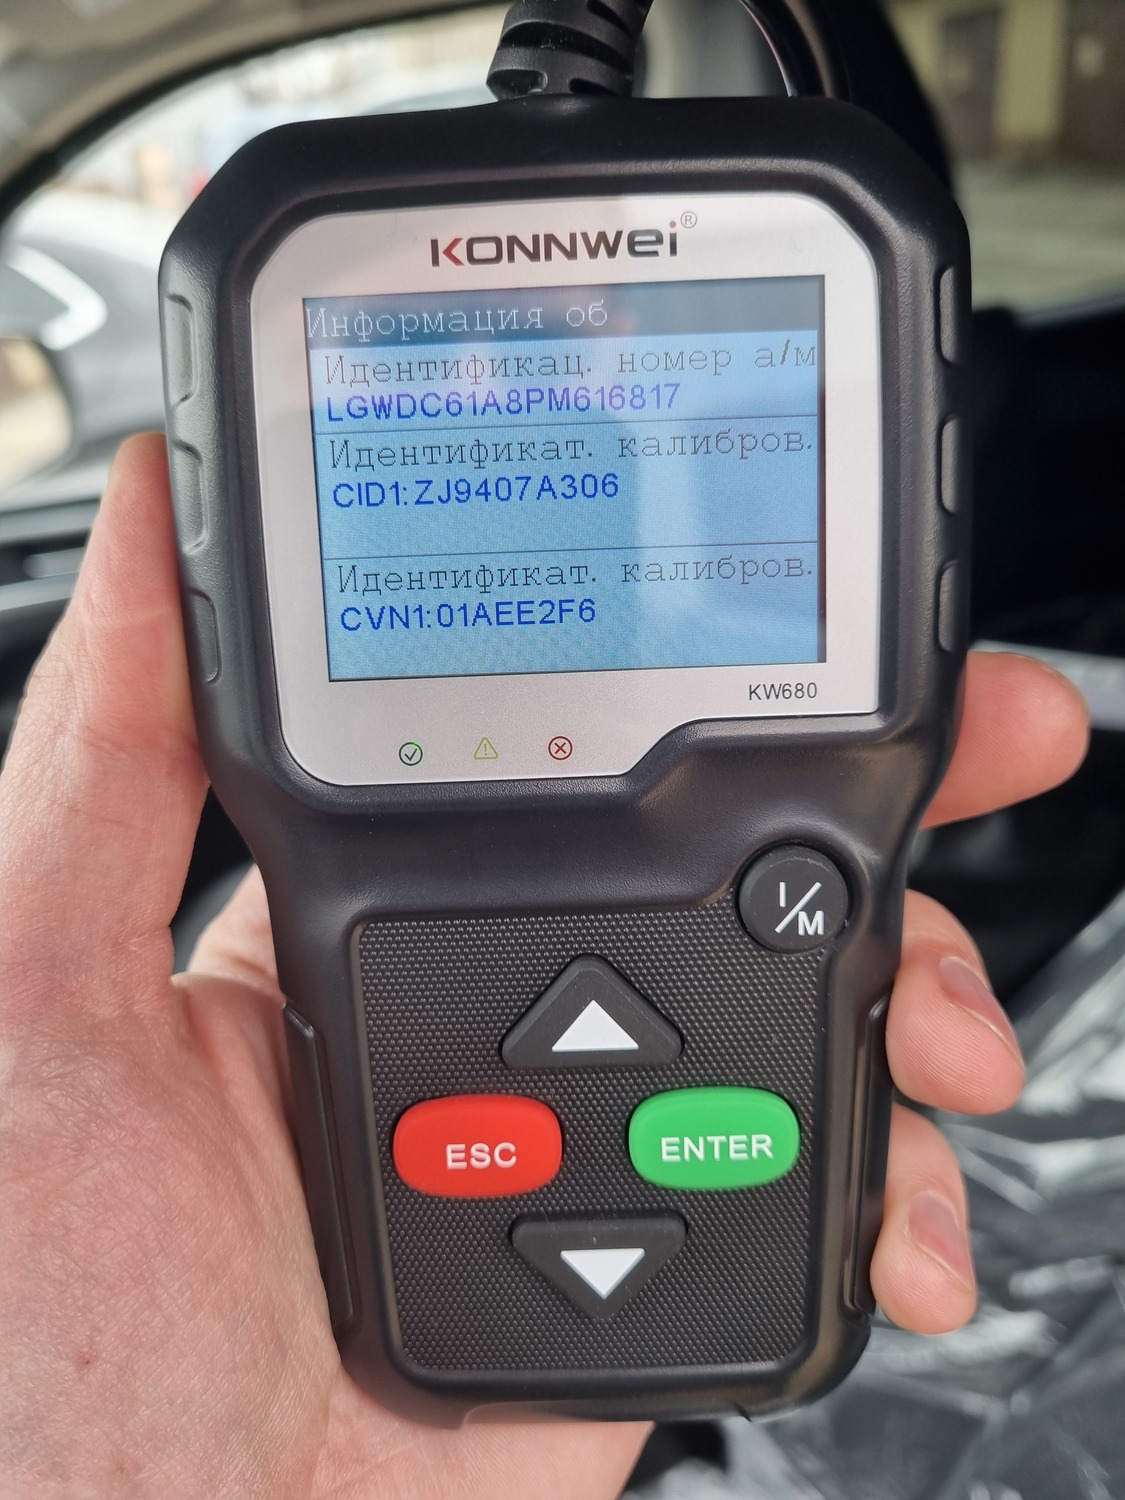 KONNWEI®
Информация об
Идентификац. номер а/м
LGWDC61A8PM616817
Идентификат. калибров.
CID1:ZJ9407A306
Идентификат. калибров.
CVN1:01AEE2F6
KW680
I/M
ESC
ENTER